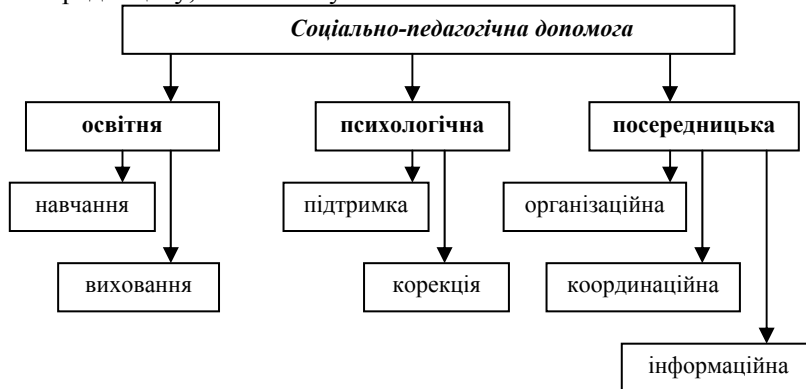 Соціально-педагогічна допомога
освітня
психологічна
посередницька
навчання
підтримка
організаційна
виховання
корекція
координаційна
інформаційна